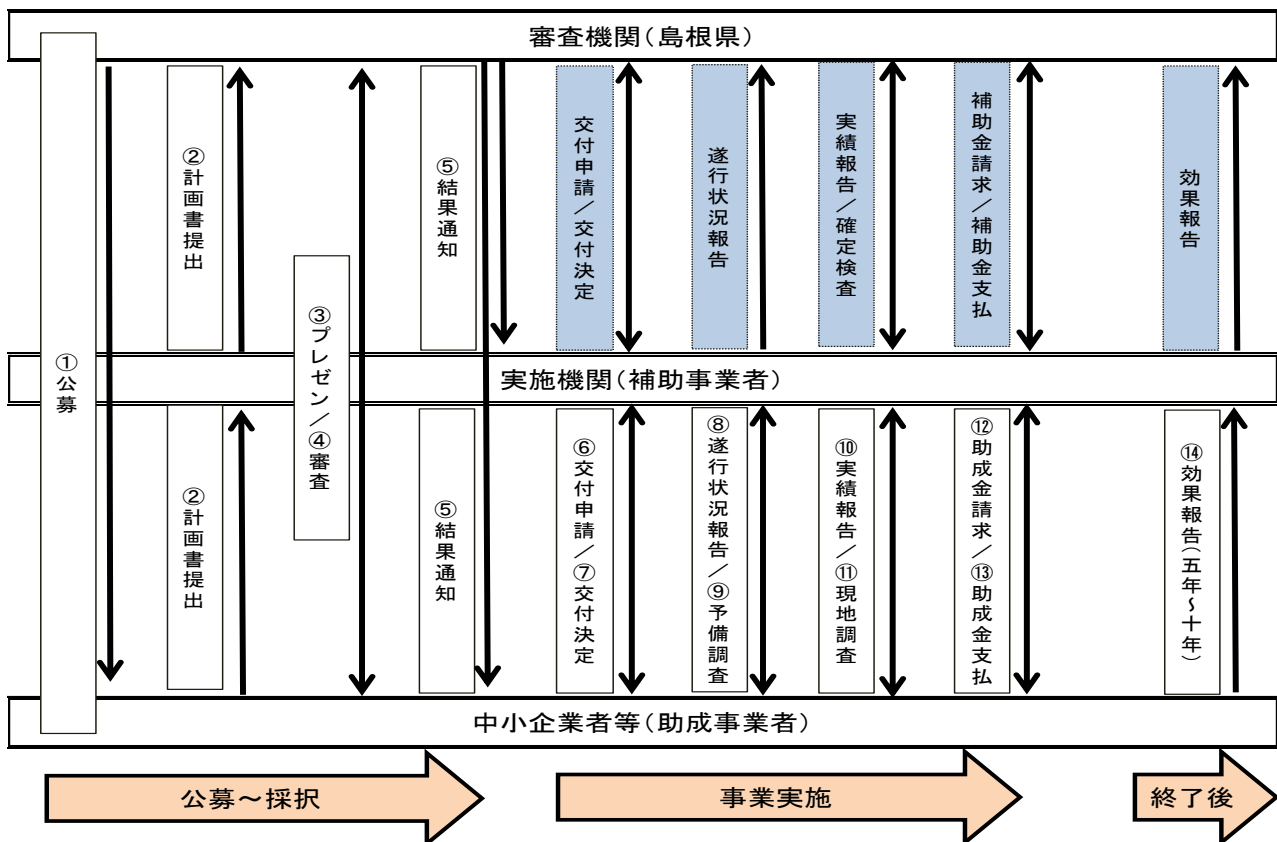 審査機関(島根県)
①公募
②計画書提出
③プレゼン/④審査
⑤結果通知
交付申請/交付決定
遂行状況報告
実績報告/確定検査
補助金請求/補助金支払
効果報告
実施機関(補助事業者)
②計画書提出
⑤結果通知
⑥交付申請/⑦交付決定
⑧遂行状況報告/⑨予備調査
⑩実績報告/⑪現地調査
⑫助成金請求/⑬助成金支払
⑭効果報告(五年~十年)
中小企業者等(助成事業者)
公募~採択
事業実施
終了後